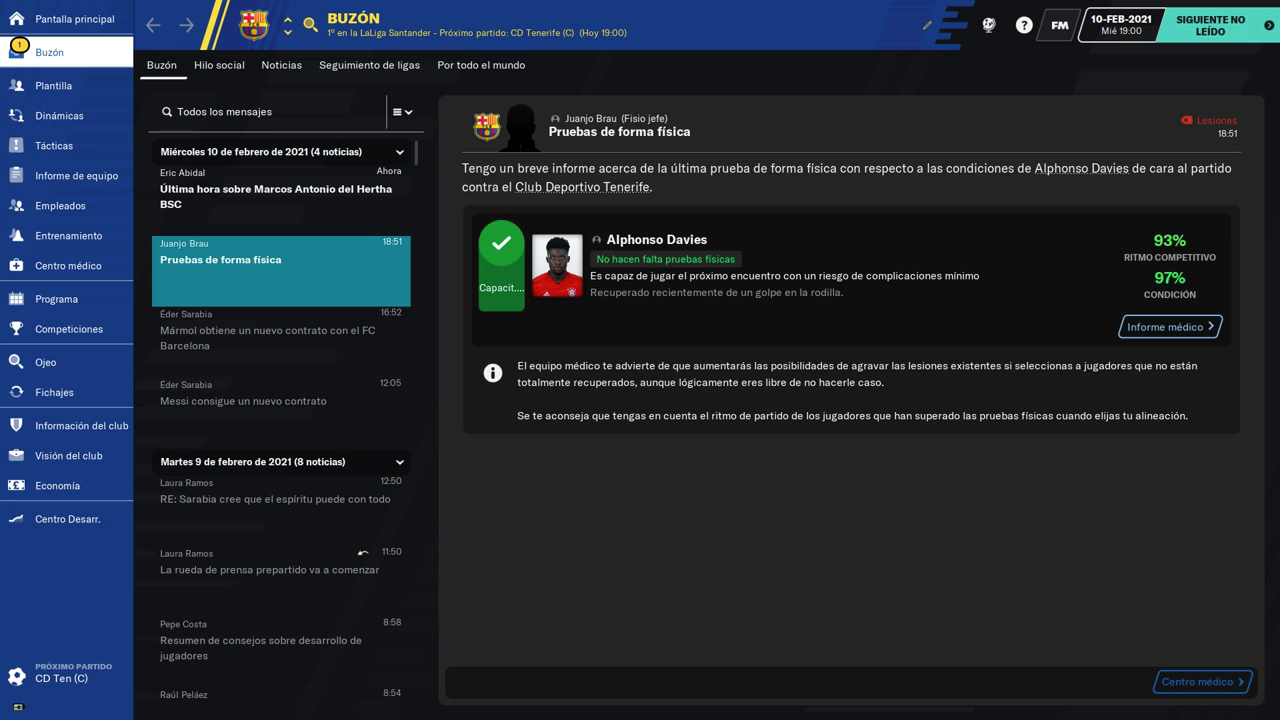 Pantalla principal
1
Buzón
Plantilla
Dinámicas
Tácticas
Informe de equipo
Empleados
Entrenamiento
Centro médico
Programa
Competiciones
Ojeo
Fichajes
Información del club
Visión del club
Economía
Centro Desarr.
PRÓXIMO PARTIDO
CD Ten (C)
BUZÓN
1º en la LaLiga Santander - Próximo partido: CD Tenerife (C) (Hoy 19:00)
FM
10-FEB-2021
Mié 19:00
SIGUIENTE NO
LEÍDO
Buzón
Hilo social
Noticias
Seguimiento de ligas
Por todo el mundo
Todos los mensajes
Miércoles 10 de febrero de 2021 (4 noticias)
Eric Abidal
Ahora
Última hora sobre Marcos Antonio del Hertha
BSC
Juanjo Brau
18:51
Pruebas de forma física
Éder Sarabia
16:52
Mármol obtiene un nuevo contrato con el FC
Barcelona
Éder Sarabia
12:05
Messi consigue un nuevo contrato
Martes 9 de febrero de 2021 (8 noticias)
Laura Ramos
12:50
RE: Sarabia cree que el espíritu puede con todo
Laura Ramos
11:50
La rueda de prensa prepartido va a comenzar
Pepe Costa
8:58
Resumen de consejos sobre desarrollo de
jugadores
Raúl Peláez
8:54
Juanjo Brau (Fisio jefe)
Pruebas de forma física
Lesiones
18:51
Tengo un breve informe acerca de la última prueba de forma física con respecto a las condiciones de Alphonso Davies de cara al partido
contra el Club Deportivo Tenerife.
Capacit....
Alphonso Davies
No hacen falta pruebas físicas
Es capaz de jugar el próximo encuentro con un riesgo de complicaciones mínimo
Recuperado recientemente de un golpe en la rodilla.
93%
RITMO COMPETITIVO
97%
CONDICIÓN
Informe médico
El equipo médico te advierte de que aumentarás las posibilidades de agravar las lesiones existentes si seleccionas a jugadores que no están
totalmente recuperados, aunque lógicamente eres libre de no hacerle caso.
Se te aconseja que tengas en cuenta el ritmo de partido de los jugadores que han superado las pruebas físicas cuando elijas tu alineación.
Centro médico